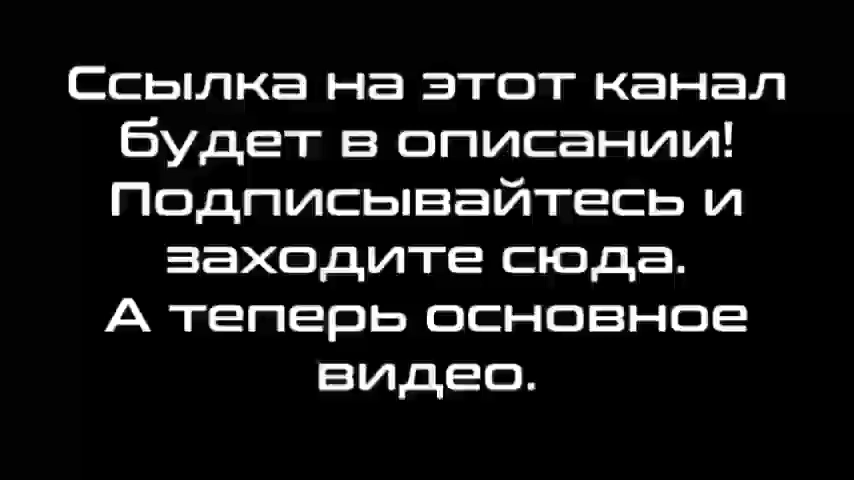 Ссылка на этот канал
будет в описании!
Подписывайтесь и
заходите сюда.
А теперь основное
видео.